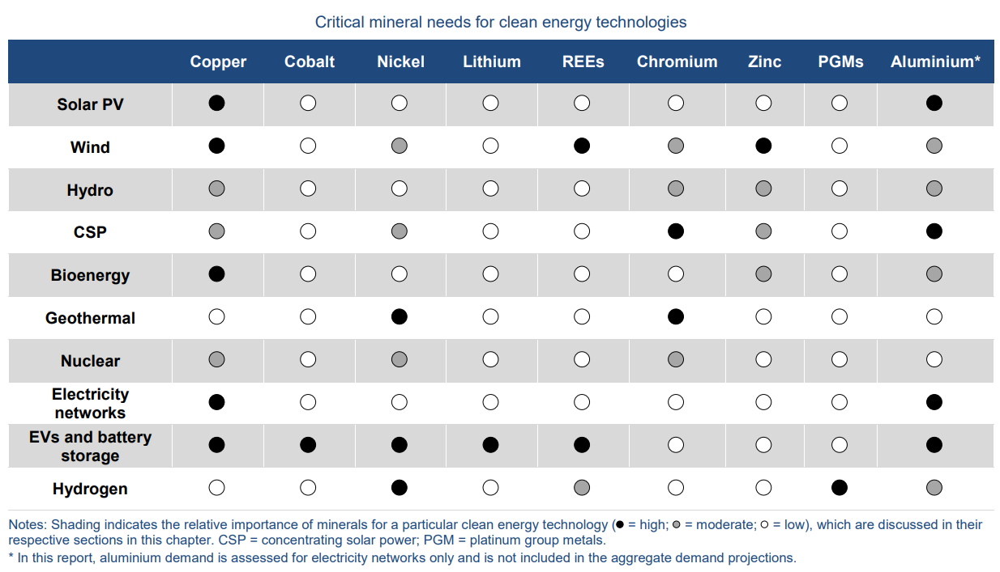 Critical mineral needs for clean energy technologies
Copper Cobalt Nickel Lithium REEs Chromium Zinc PGMs Aluminium*
Solar PV
Wind
Hydro
CSP
Bioenergy
Geothermal
Nuclear
Electricity
networks
EVs and battery
storage
Hydrogen
Notes: Shading indicates the relative importance of minerals for a particular clean energy technology (● = high; ● = moderate; ○ = low), which are discussed in their
respective sections in this chapter. CSP = concentrating solar power; PGM = platinum group metals.
* In this report, aluminium demand is assessed for electricity networks only and is not included in the aggregate demand projections.